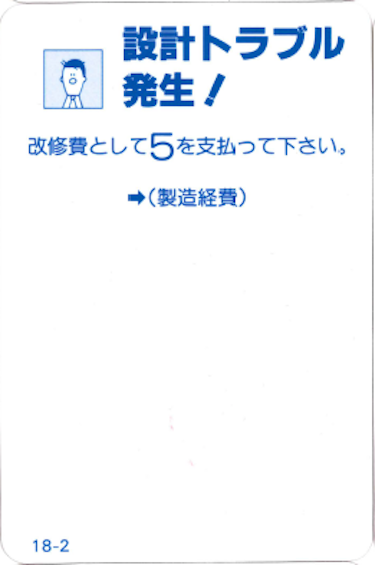 設計トラブル
発生！
改修費として5を支払って下さい。
➡(製造経費)
18-2